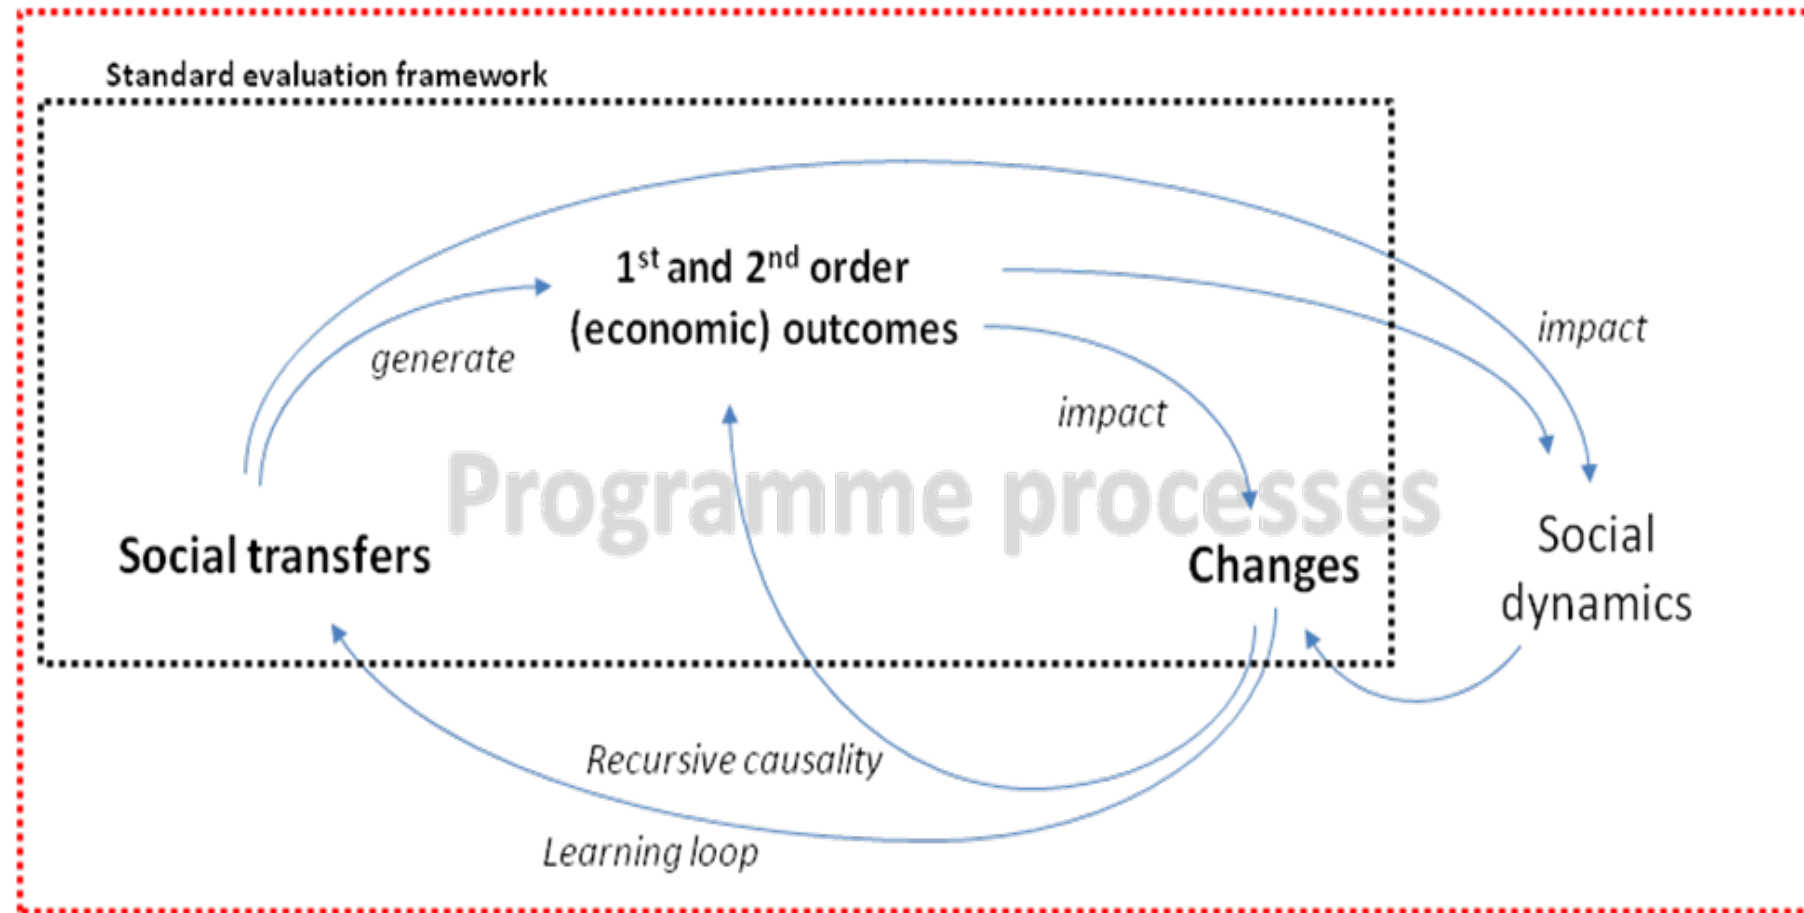 Standard evaluation framework
1st and 2nd order
(economic) outcomes
generate
impact
impact
Programme processes
Social transfers
Changes
Social
dynamics
Recursive causality
Learning loop